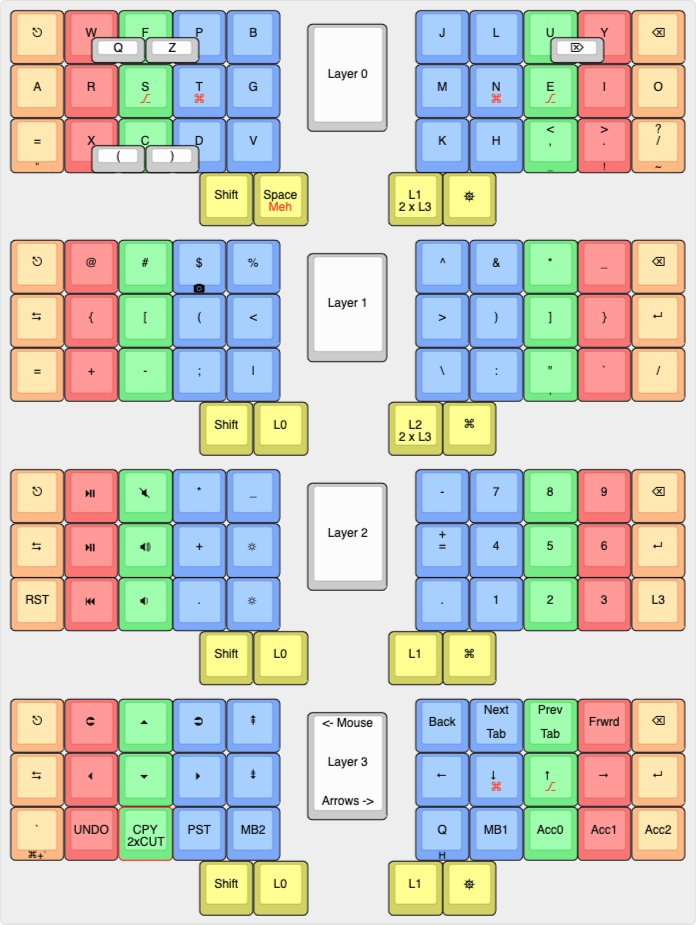 ⎋ W F P B J L U Y ⌫
Q Z ⌦
Layer 0
A R S T G M N E I O
⌥ ⌘ ⌘ ⌥
= X C D V K H < , > . ? /
( )
" _ ! ~
Shift Space L1 ⎈
Meh 2 x L3
⎋ @ # $ % ^ & * _ ⌫
Layer 1
⇆ { [ ( < > ) ] } ↵
= + - ; | \ : " ` /
,
Shift L0 L2 ⌘
2 x L3
⎋ * _ - 7 8 9 ⌫
Layer 2
⇆ + + = 4 5 6 ↵
RST . . 1 2 3 L3
Shift L0 L1 ⌘
⎋ Back Next Prev Frwrd ⌫
Tab Tab
<- Mouse
Layer 3
Arrows ->
⇆ ← ↓ ↑ → ↵
⌘ ⌥
` UNDO CPY PST MB2 Q MB1 Acc0 Acc1 Acc2
2xCUT
⌘+` H
Shift L0 L1 ⎈